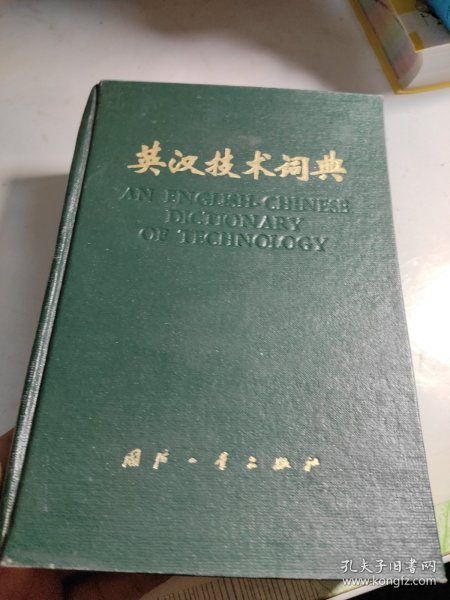 英汉技术词典
AN ENGLISH-CHINESE
DICTIONARY
OF TECHNOLOGY
国防工业出版社
孔夫子旧书网
www.kongfz.com